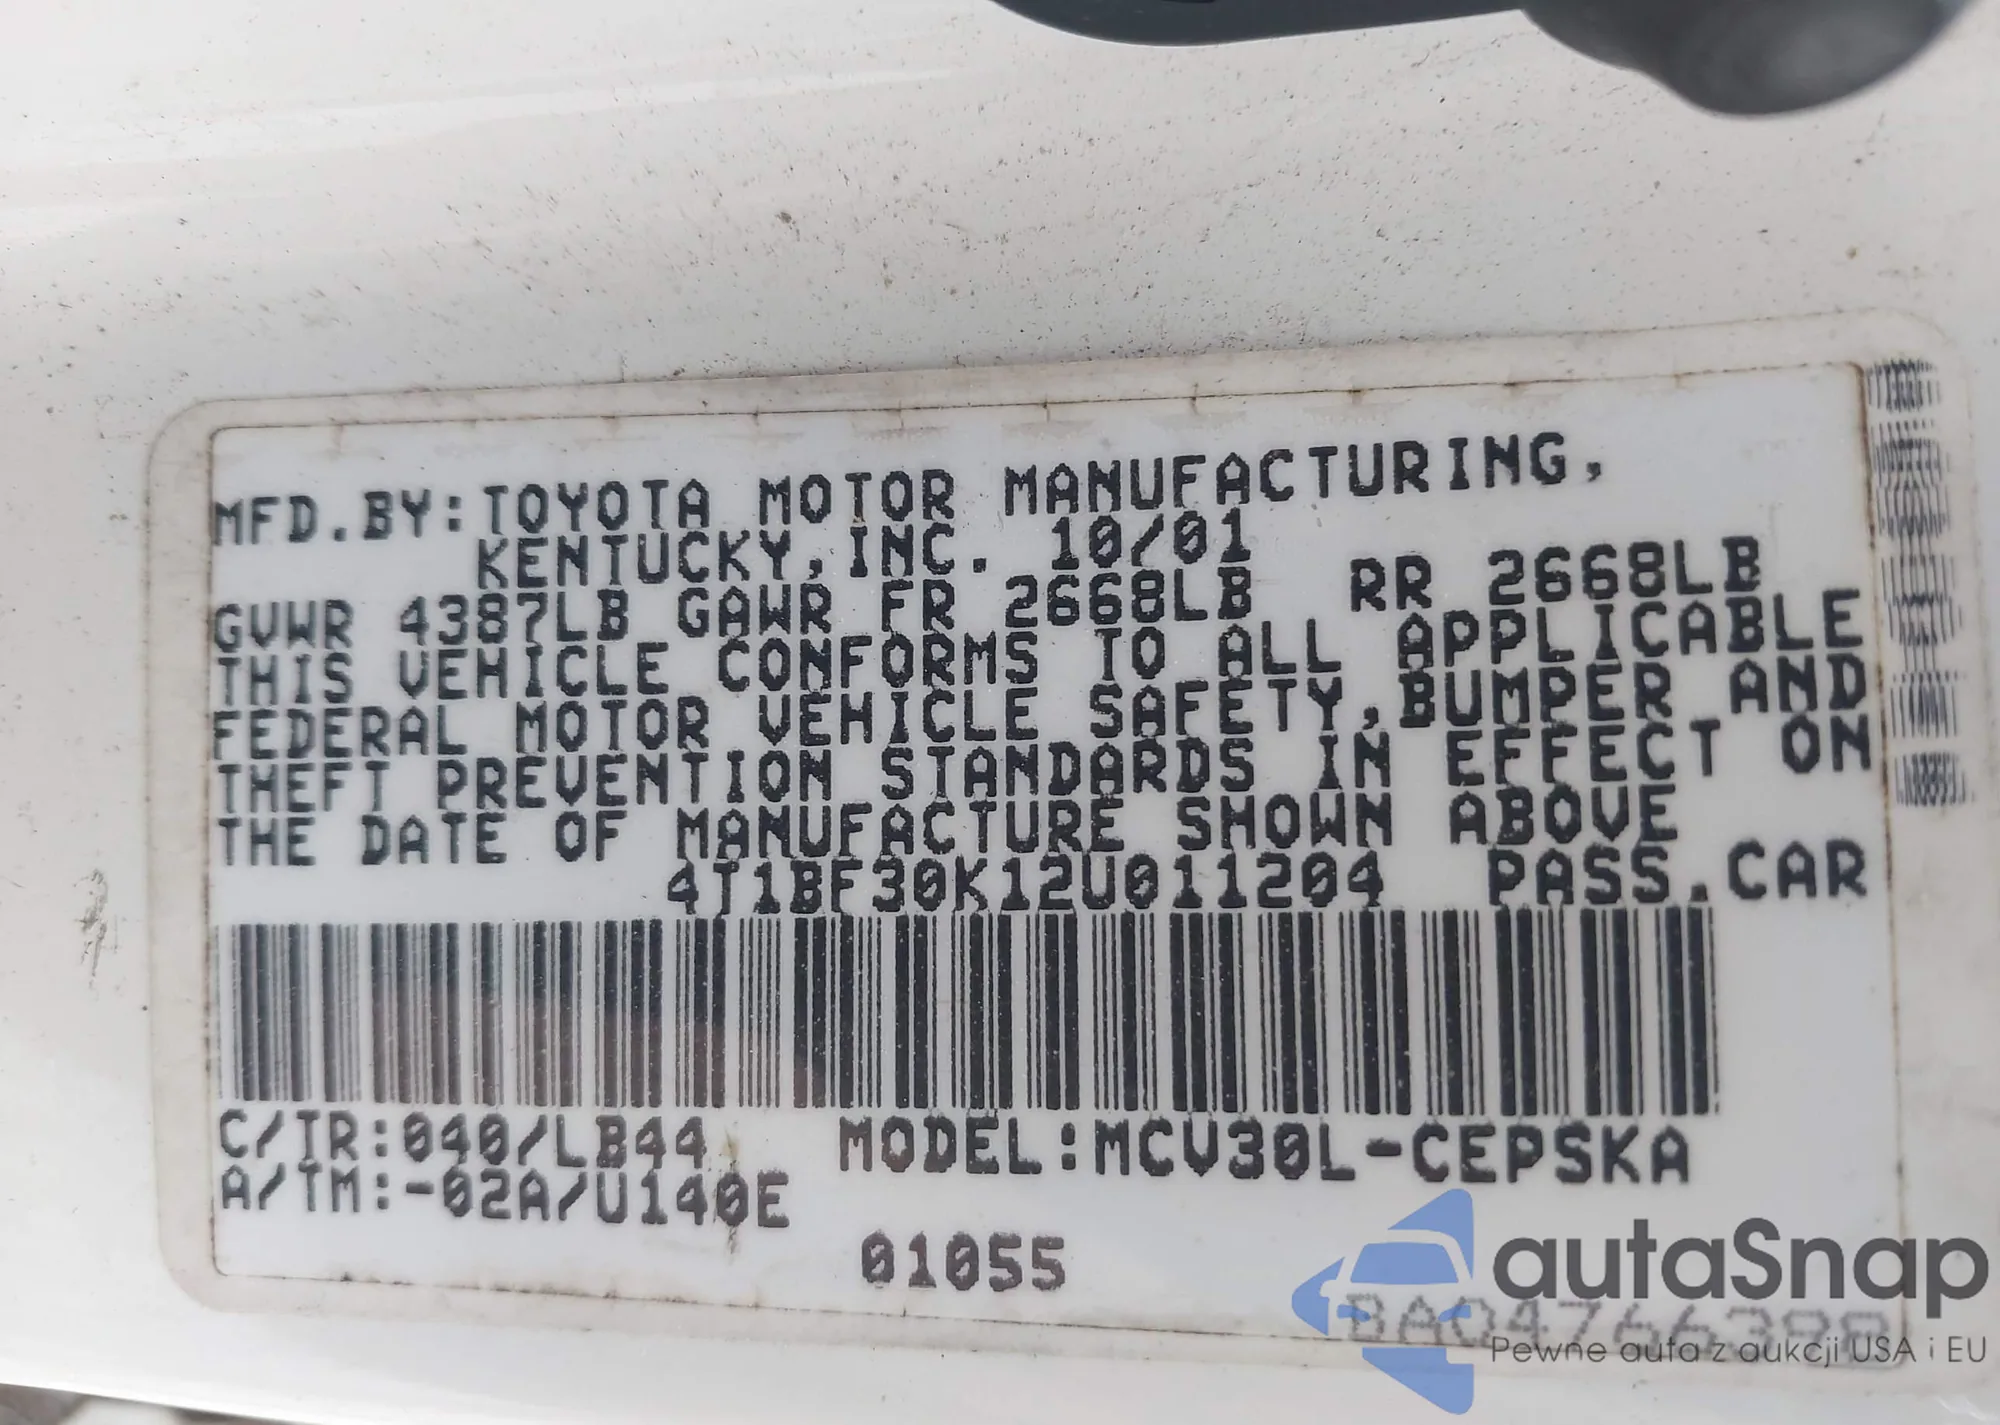 MFD.BY:TOYOTA MOTOR MANUFACTURING,
KENTUCKY,INC. 10/01
GVWR 4387LB GAWR FR 2668LB RR 2668LB
THIS VEHICLE CONFORMS TO ALL APPLICABLE
FEDERAL MOTOR VEHICLE SAFETY,BUMPER AND
THEFT PREVENTION STANDARDS IN EFFECT ON
THE DATE OF MANUFACTURE SHOWN ABOVE
4T1BF30K12U011204 PASS.CAR
C/TR:040/LB44 MODEL:MCV30L-CEPSKA
A/TM:-02A/U140E
01055
autaSnap
Pewne auta z aukcji USA i EU